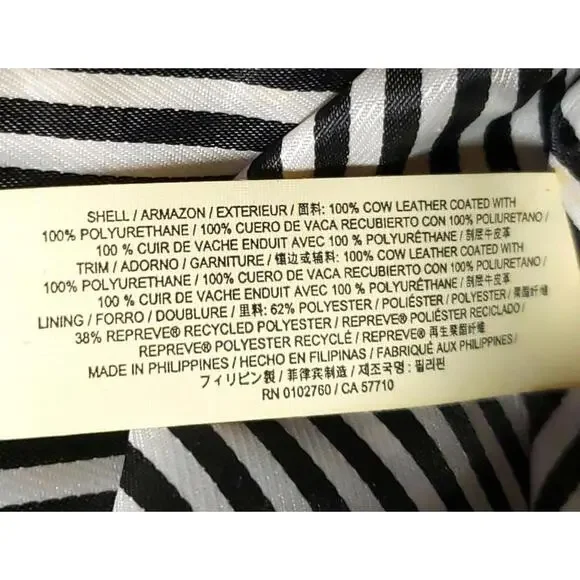 SHELL / ARMAZON / EXTERIEUR / 面料: 100% COW LEATHER COATED WITH
100% POLYURETHANE / 100% CUERO DE VACA RECUBIERTO CON 100% POLIURETANO /
100 % CUIR DE VACHE ENDUIT AVEC 100 % POLYURÉTHANE / 剖层牛皮革
TRIM / ADORNO / GARNITURE / 镶边或辅料: 100% COW LEATHER COATED WITH
100% POLYURETHANE / 100% CUERO DE VACA RECUBIERTO CON 100% POLIURETANO /
100 % CUIR DE VACHE ENDUIT AVEC 100 % POLYURÉTHANE / 剖层牛皮革
LINING / FORRO / DOUBLURE / 里料: 62% POLYESTER / POLIÉSTER / POLYESTER / 聚酯纤维
38% REPREVE® RECYCLED POLYESTER / REPREVE® POLIÉSTER RECICLADO /
REPREVE® POLYESTER RECYCLÉ / REPREVE® 再生聚酯纤维
MADE IN PHILIPPINES / HECHO EN FILIPINAS / FABRIQUÉ AUX PHILIPPINES /
フィリピン製 / 菲律宾制造 / 제조국명 : 필리핀
RN 0102760 / CA 57710